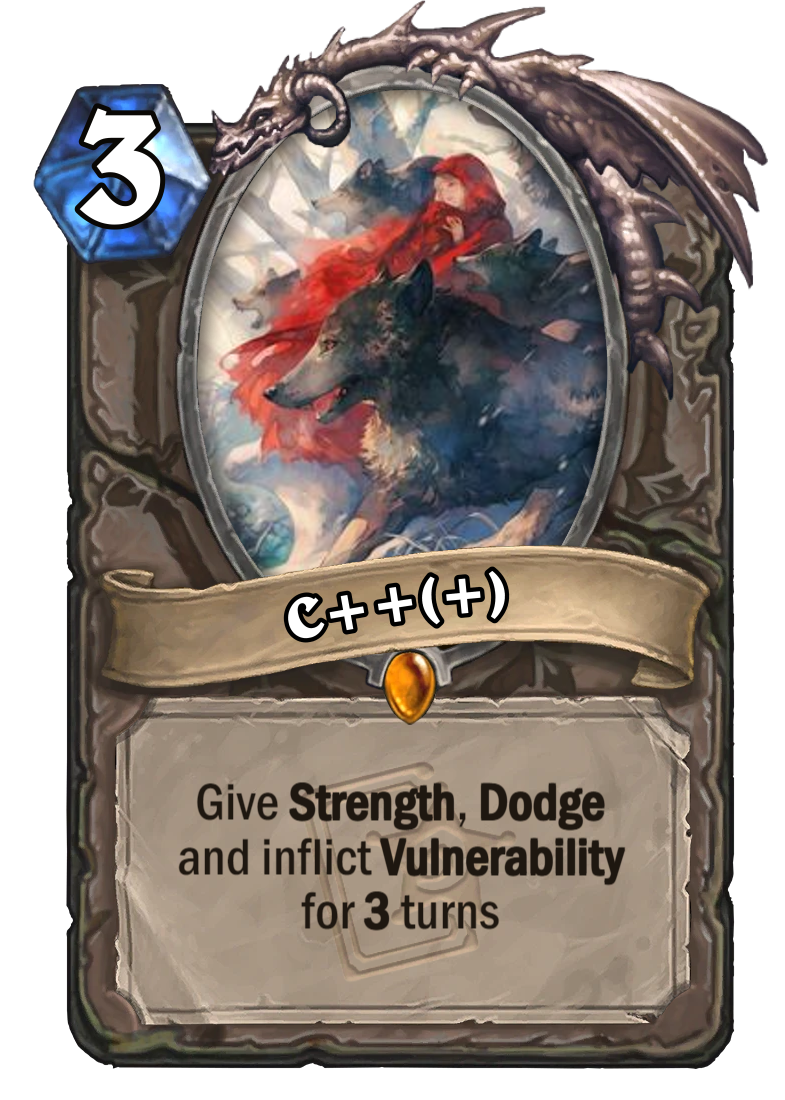 3
C++(+)
Give Strength, Dodge
and inflict Vulnerability
for 3 turns